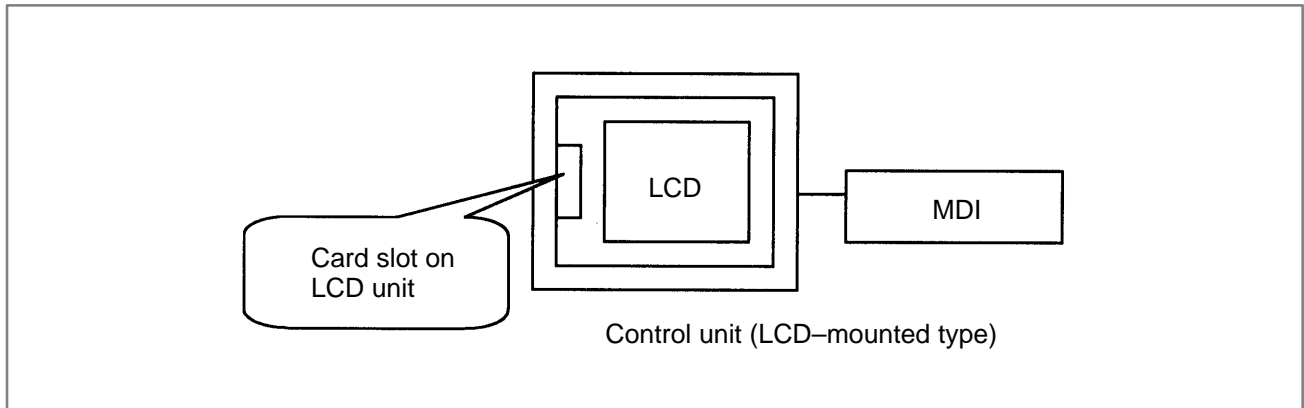 LCD
MDI
Card slot on
LCD unit
Control unit (LCD–mounted type)